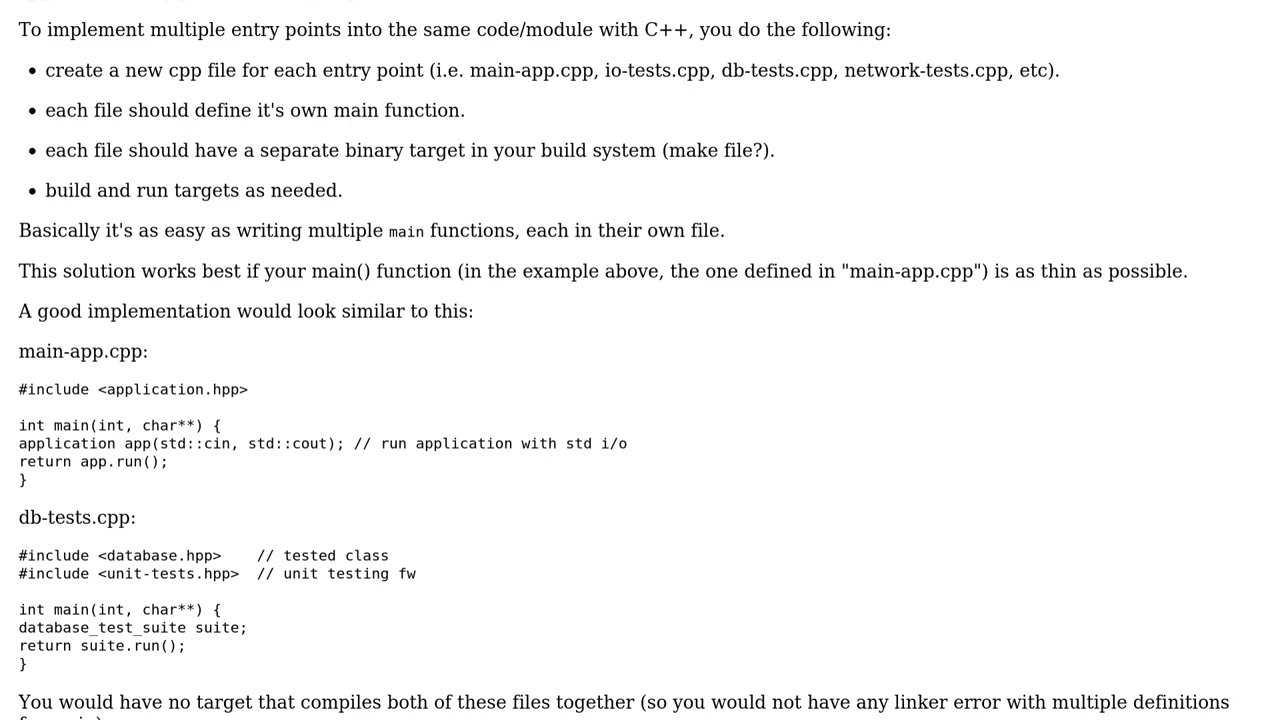 To implement multiple entry points into the same code/module with C++, you do the following:
• create a new cpp file for each entry point (i.e. main-app.cpp, io-tests.cpp, db-tests.cpp, network-tests.cpp, etc).
• each file should define it's own main function.
• each file should have a separate binary target in your build system (make file?).
• build and run targets as needed.
Basically it's as easy as writing multiple main functions, each in their own file.
This solution works best if your main() function (in the example above, the one defined in "main-app.cpp") is as thin as possible.
A good implementation would look similar to this:
main-app.cpp:
#include <application.hpp>
int main(int, char**) {
application app(std::cin, std::cout); // run application with std i/o
return app.run();
}
db-tests.cpp:
#include <database.hpp>    // tested class
#include <unit-tests.hpp>  // unit testing fw
int main(int, char**) {
database_test_suite suite;
return suite.run();
}
You would have no target that compiles both of these files together (so you would not have any linker error with multiple definitions